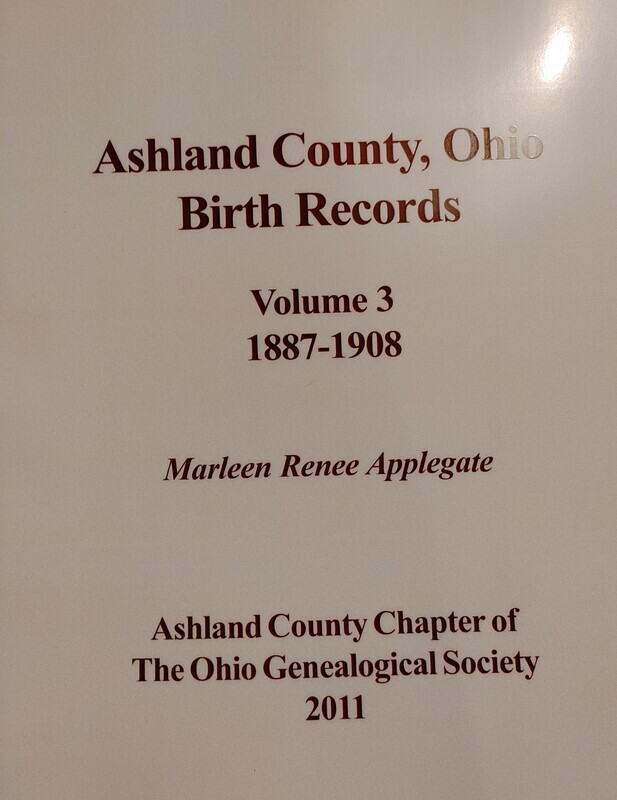 Ashland County, Ohio
Birth Records
Volume 3
1887-1908
Marleen Renee Applegate
Ashland County Chapter of
The Ohio Genealogical Society
2011